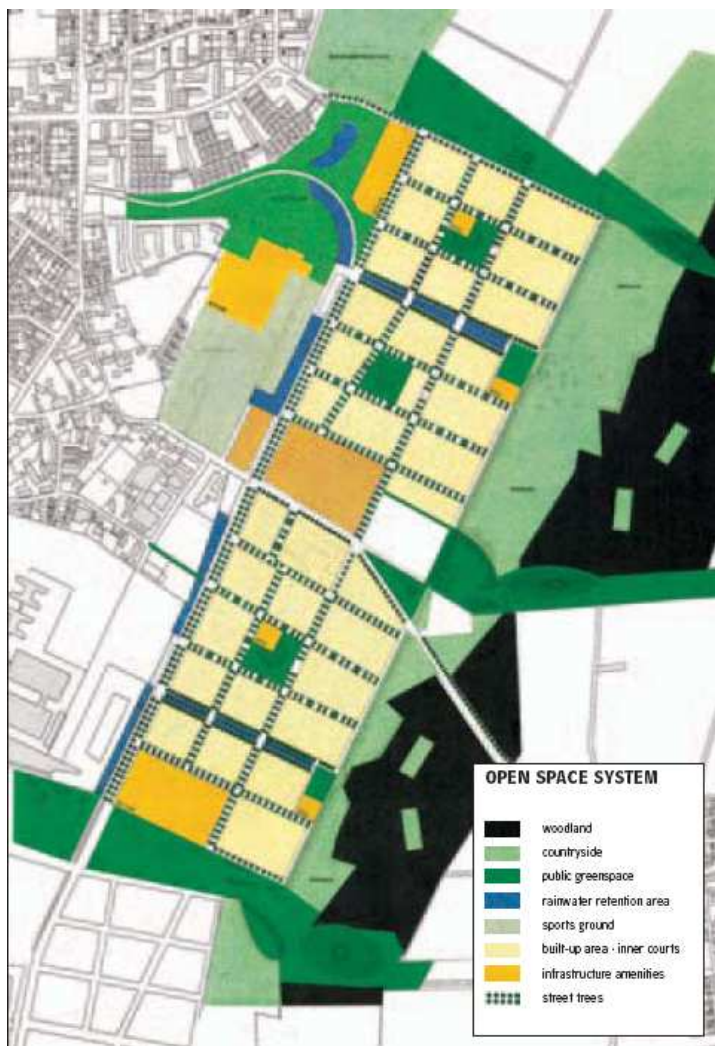 OPEN SPACE SYSTEM
woodland
countryside
public greenspace
rainwater retention area
sports ground
built-up area - inner courts
infrastructure amenities
street trees